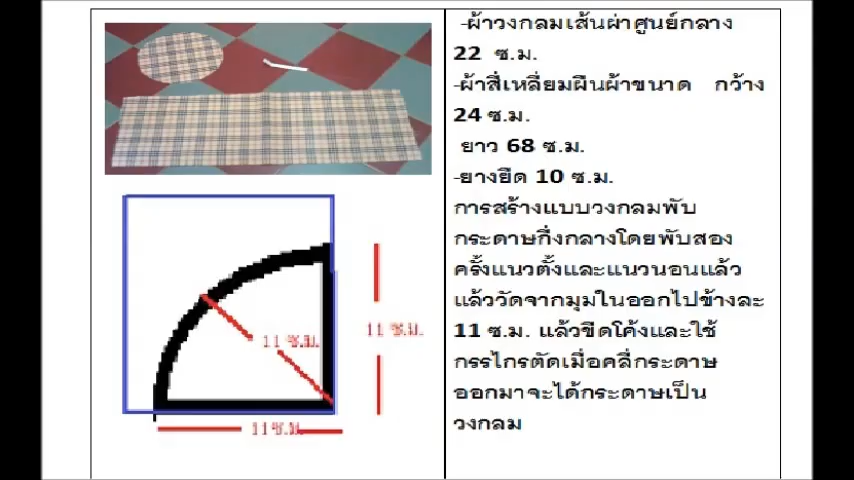 -ผ้าวงกลมเส้นผ่าศูนย์กลาง
22 ซ.ม.
-ผ้าสี่เหลี่ยมผืนผ้าขนาด กว้าง
24 ซ.ม.
ยาว 68 ซ.ม.
-ยางยืด 10 ซ.ม.
การสร้างแบบวงกลมพับ
กระดาษกึ่งกลางโดยพับสอง
ครั้งแนวตั้งและแนวนอนแล้ว
แล้ววัดจากมุมในออกไปข้างละ
11 ซ.ม. แล้วขีดโค้งและใช้
กรรไกรตัดเมื่อคลี่กระดาษ
ออกมาจะได้กระดาษเป็น
วงกลม
11 ซ.ม.
11 ซ.ม.
11 ซ.ม.